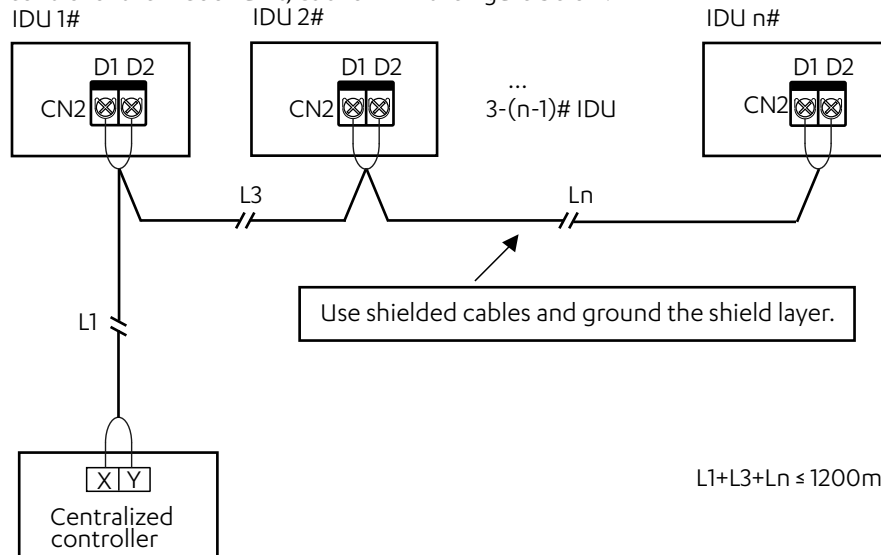 IDU 1#
IDU 2#
IDU n#
D1 D2
CN2
D1 D2
CN2
...
3-(n-1)# IDU
D1 D2
CN2
L3
Ln
Use shielded cables and ground the shield layer.
L1
X Y
Centralized
controller
L1+L3+Ln ≤ 1200m